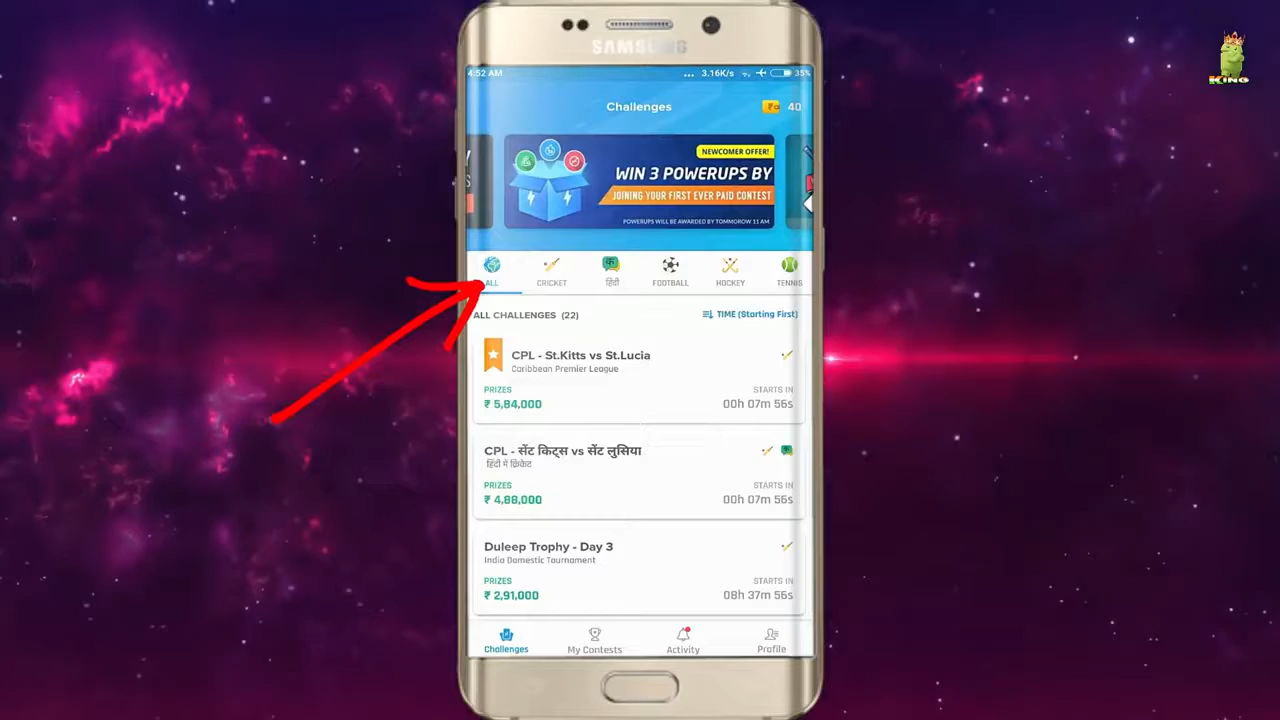 SAMSUNG
4:52 AM
... 3.16K/s 35%
Challenges
40
NEWCOMER OFFER!
WIN 3 POWERUPS BY
JOINING YOUR FIRST EVER PAID CONTEST
POWERUPS WILL BE AWARDED BY TOMMOROW 11 AM
ALL CRICKET हिंदी FOOTBALL HOCKEY TENNIS
ALL CHALLENGES (22) TIME (Starting First)
CPL - St.Kitts vs St.Lucia
Caribbean Premier League
PRIZES STARTS IN
₹ 5,84,000 00h 07m 56s
CPL - सेंट किट्स vs सेंट लुसिया
हिंदी में क्रिकेट
PRIZES STARTS IN
₹ 4,88,000 00h 07m 56s
Duleep Trophy - Day 3
India Domestic Tournament
PRIZES STARTS IN
₹ 2,91,000 08h 37m 56s
Challenges My Contests Activity Profile
KING